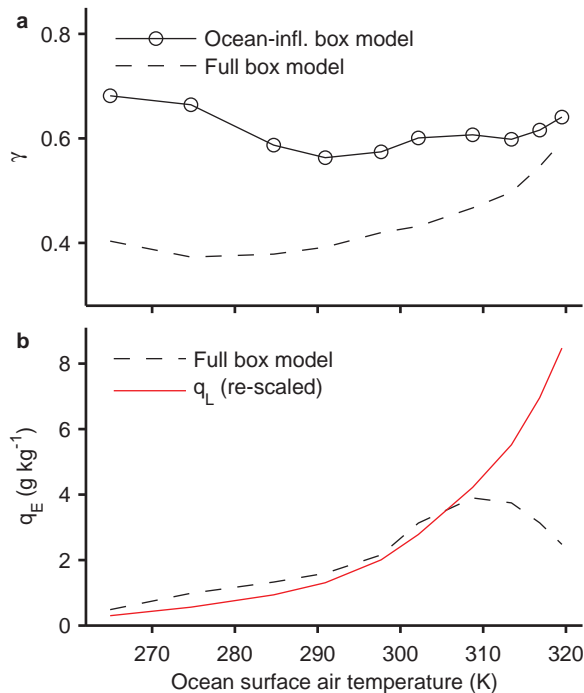 a
0.8
Ocean-infl. box model
Full box model
0.6
γ
0.4
b
8
Full box model
q_L (re-scaled)
6
q_E (g kg⁻¹)
4
2
0
270 280 290 300 310 320
Ocean surface air temperature (K)